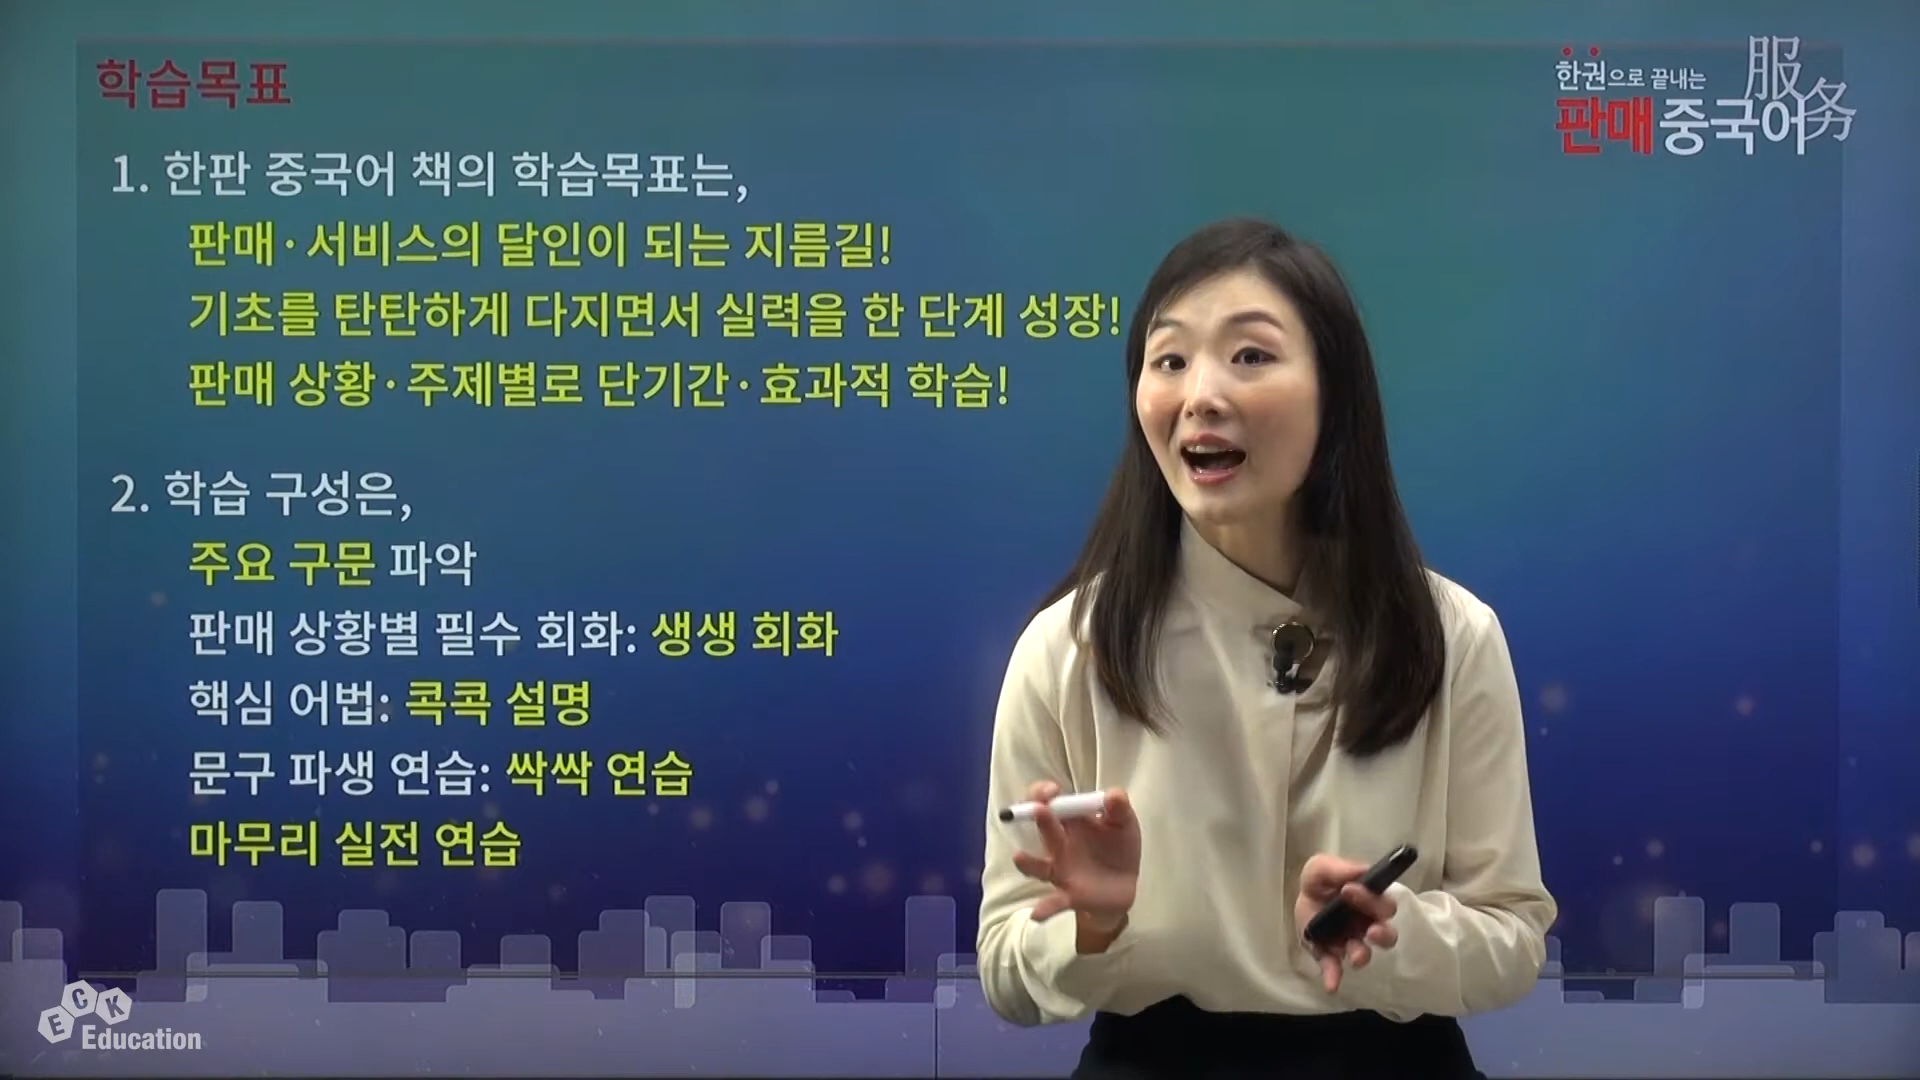 학습목표
한권으로 끝내는
판매 중국어
服务
1. 한판 중국어 책의 학습목표는,
판매·서비스의 달인이 되는 지름길!
기초를 탄탄하게 다지면서 실력을 한 단계 성장!
판매 상황·주제별로 단기간·효과적 학습!
2. 학습 구성은,
주요 구문 파악
판매 상황별 필수 회화: 생생 회화
핵심 어법: 콕콕 설명
문구 파생 연습: 싹싹 연습
마무리 실전 연습
ECK
Education